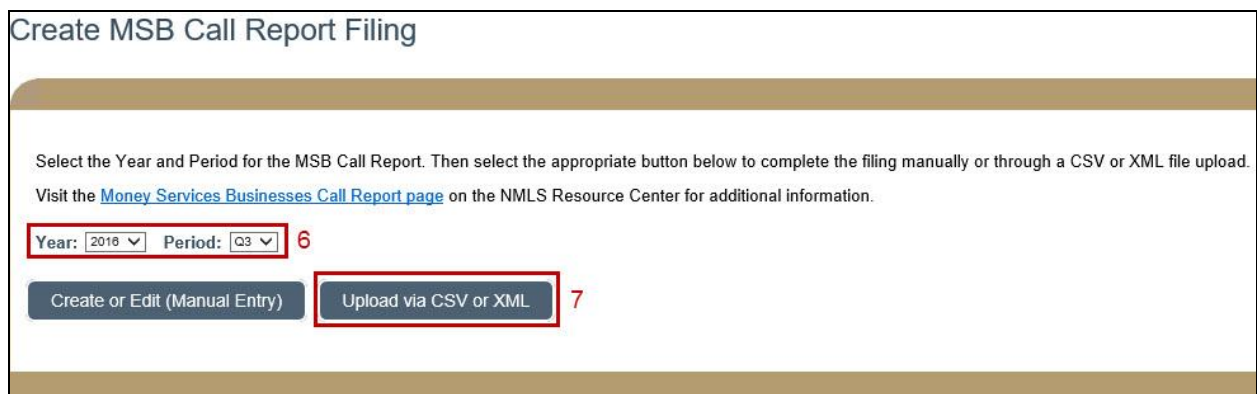 Create MSB Call Report Filing
Select the Year and Period for the MSB Call Report. Then select the appropriate button below to complete the filing manually or through a CSV or XML file upload.
Visit the Money Services Businesses Call Report page on the NMLS Resource Center for additional information.
Year: 2016 Period: Q3 6
Create or Edit (Manual Entry) Upload via CSV or XML 7